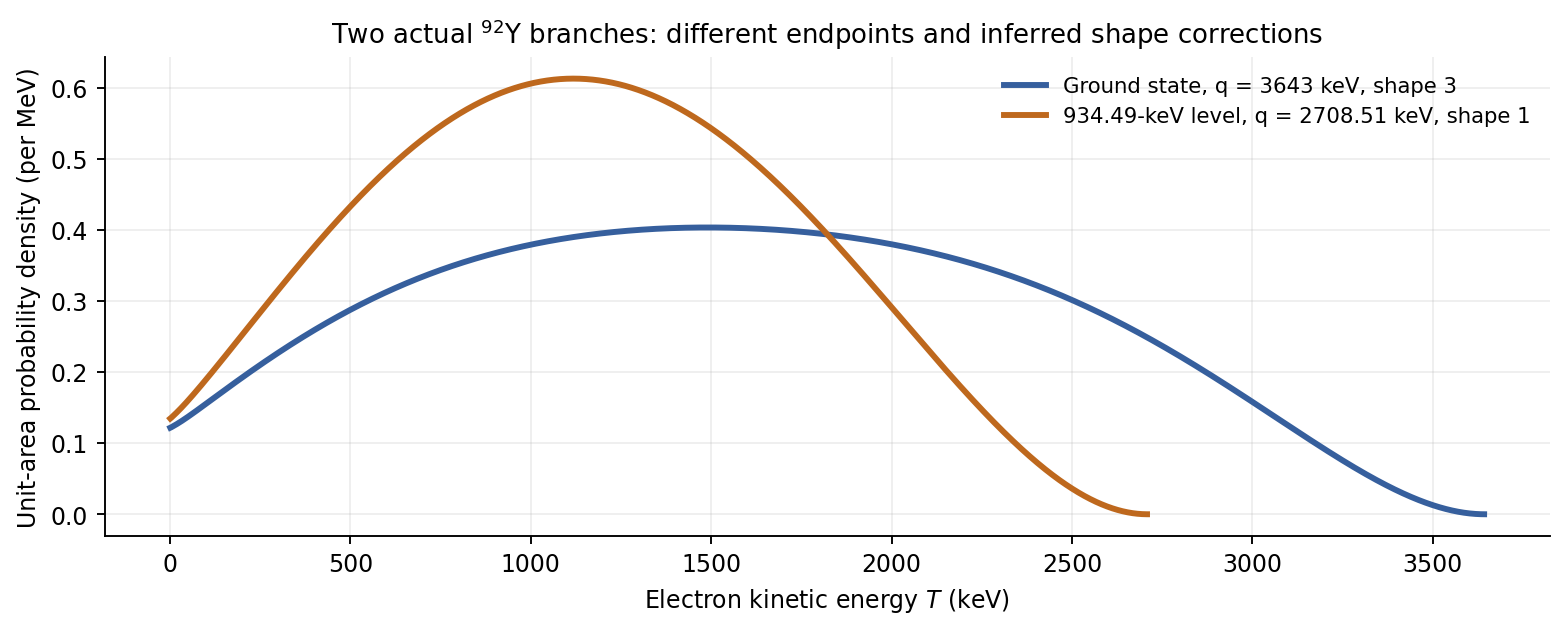 Two actual ⁹²Y branches: different endpoints and inferred shape corrections
Unit-area probability density (per MeV)
0.6
0.5
0.4
0.3
0.2
0.1
0.0
Ground state, q = 3643 keV, shape 3
934.49-keV level, q = 2708.51 keV, shape 1
0 500 1000 1500 2000 2500 3000 3500
Electron kinetic energy T (keV)